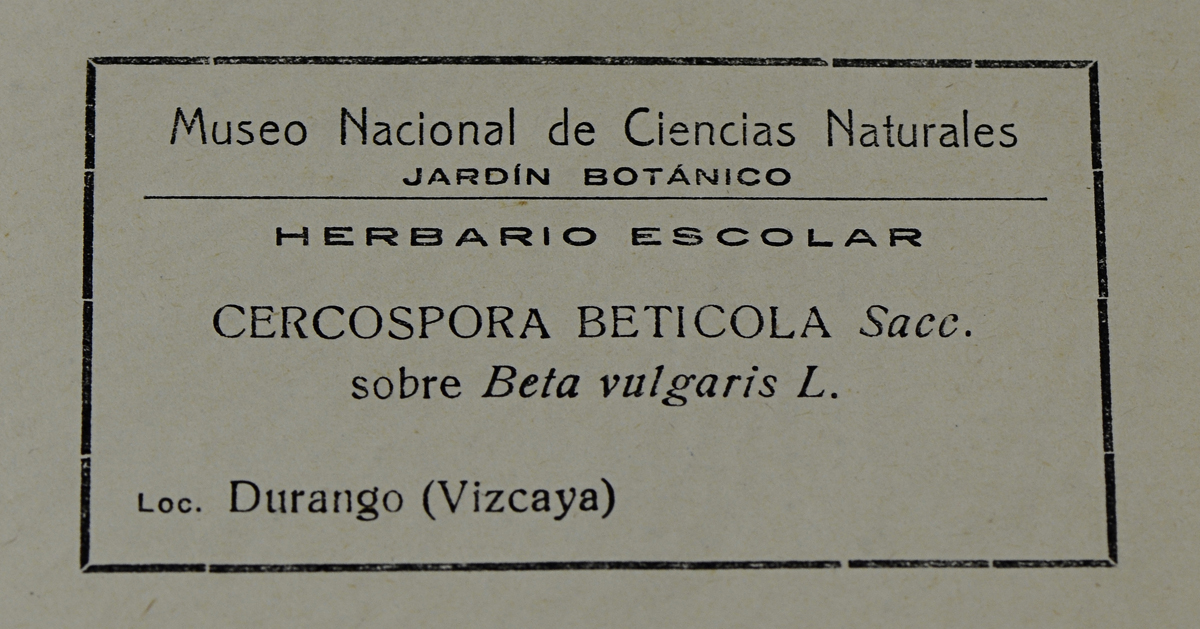 Museo Nacional de Ciencias Naturales
JARDÍN BOTÁNICO
HERBARIO ESCOLAR
CERCOSPORA BETICOLA Sacc.
sobre Beta vulgaris L.
Loc. Durango (Vizcaya)